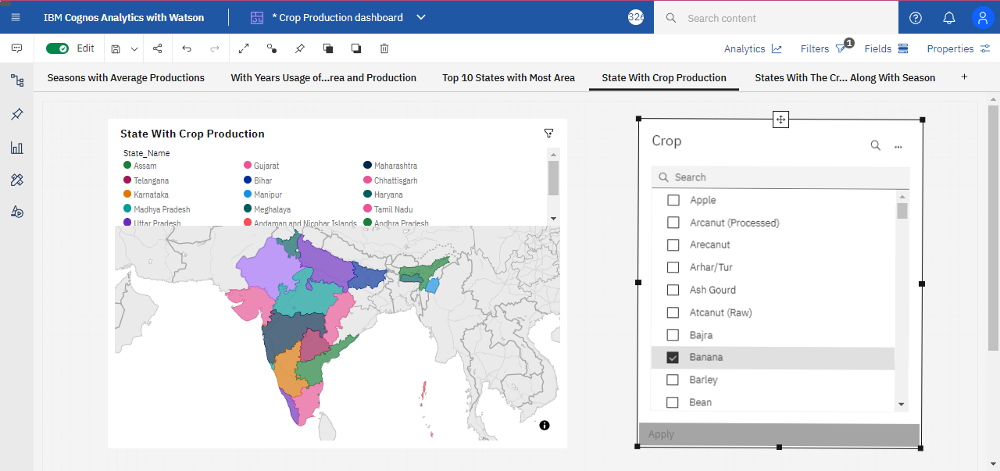 IBM Cognos Analytics with Watson
* Crop Production dashboard
326
Search content
Edit
Analytics
Filters
1
Fields
Properties
Seasons with Average Productions
With Years Usage of...rea and Production
Top 10 States with Most Area
State With Crop Production
States With The Cr... Along With Season
+
State With Crop Production
State_Name
Assam
Gujarat
Maharashtra
Telangana
Bihar
Chhattisgarh
Karnataka
Manipur
Haryana
Madhya Pradesh
Meghalaya
Tamil Nadu
Uttar Pradesh
Andaman and Nicobar Islands
Andhra Pradesh
Crop
Search
Apple
Arcanut (Processed)
Arecanut
Arhar/Tur
Ash Gourd
Atcanut (Raw)
Bajra
Banana
Barley
Bean
Apply